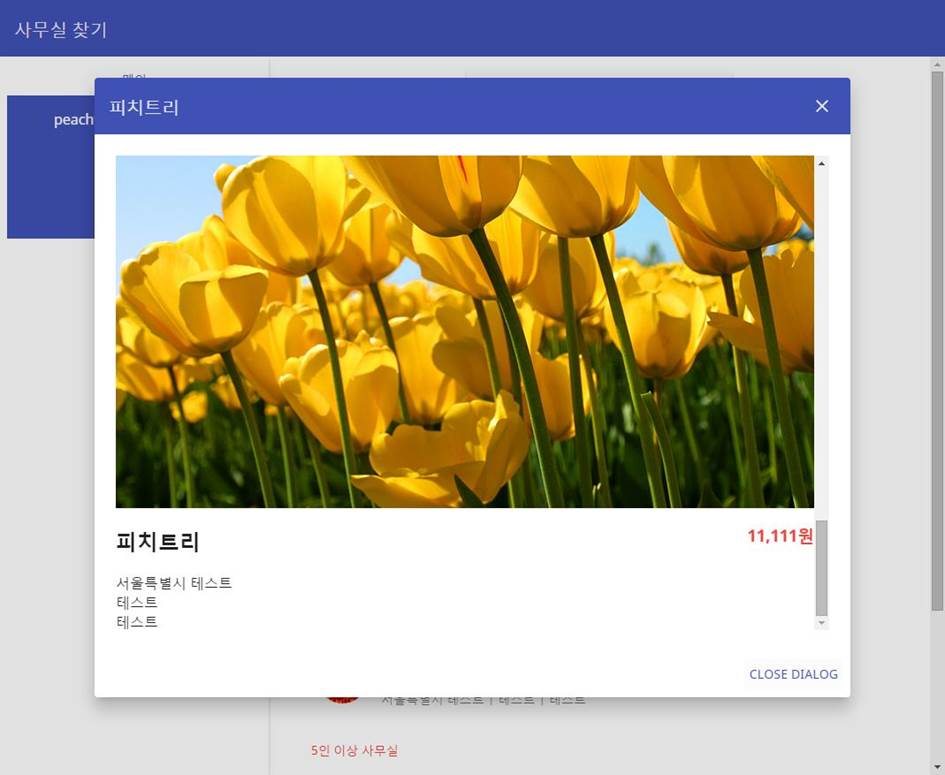 사무실 찾기
메인
peach
피치트리
피치트리
11,111원
서울특별시 테스트
테스트
테스트
CLOSE DIALOG
서울특별시 테스트 | 테스트 | 테스트
5인 이상 사무실